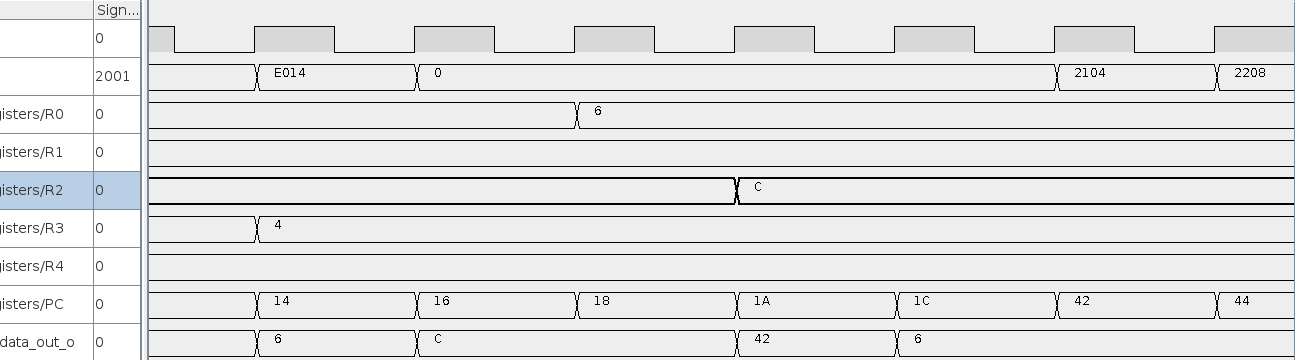 Sign...
0
2001 E014 0 2104 2208
gisters/R0 0 6
gisters/R1 0
gisters/R2 0 C
gisters/R3 0 4
gisters/R4 0
gisters/PC 0 14 16 18 1A 1C 42 44
data_out_o 0 6 C 42 6